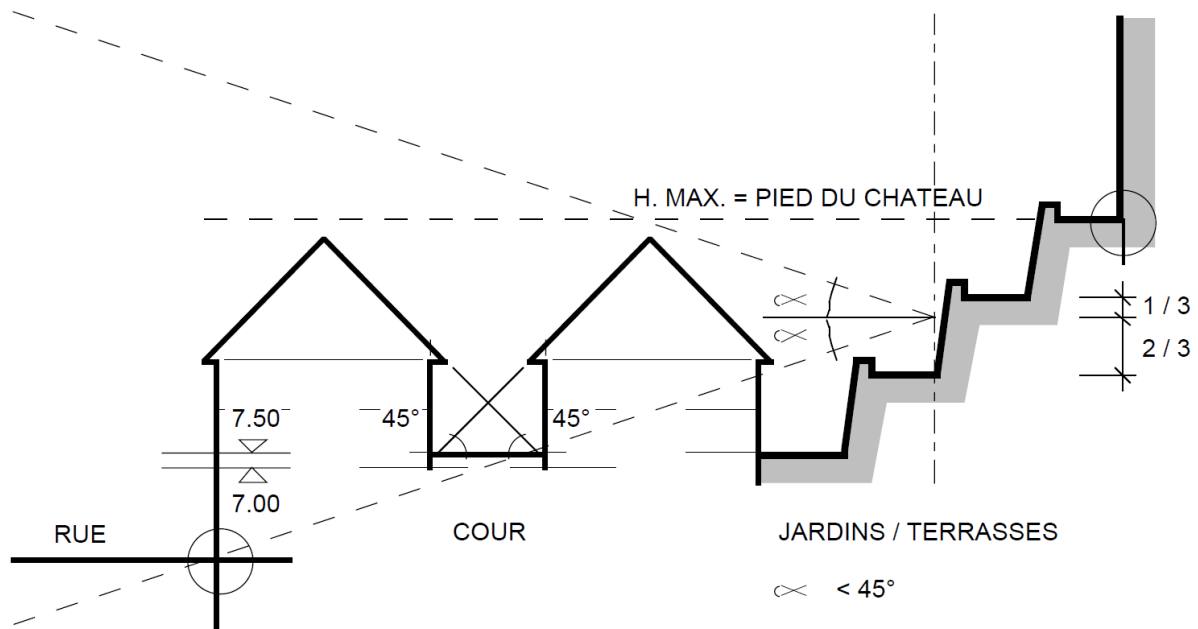 H. MAX. = PIED DU CHATEAU
∝
∝
1 / 3
2 / 3
7.50
45°
45°
7.00
RUE
COUR
JARDINS / TERRASSES
∝ < 45°